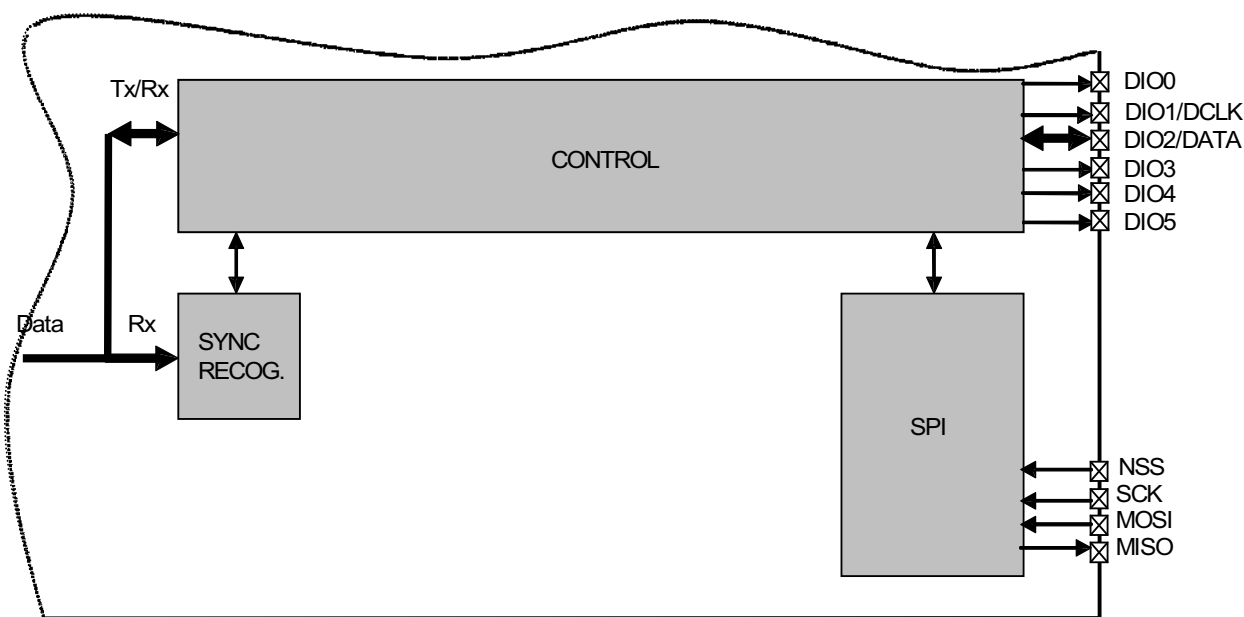 Tx/Rx
CONTROL
DIO0
DIO1/DCLK
DIO2/DATA
DIO3
DIO4
DIO5
Data
Rx
SYNC
RECOG.
SPI
NSS
SCK
MOSI
MISO